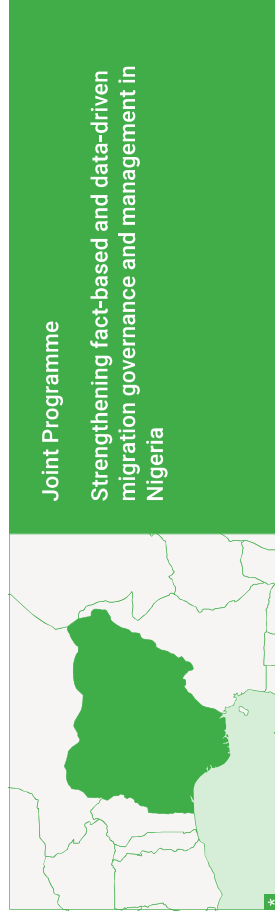 Joint Programme
Strengthening fact-based and data-driven
migration governance and management in
Nigeria
*